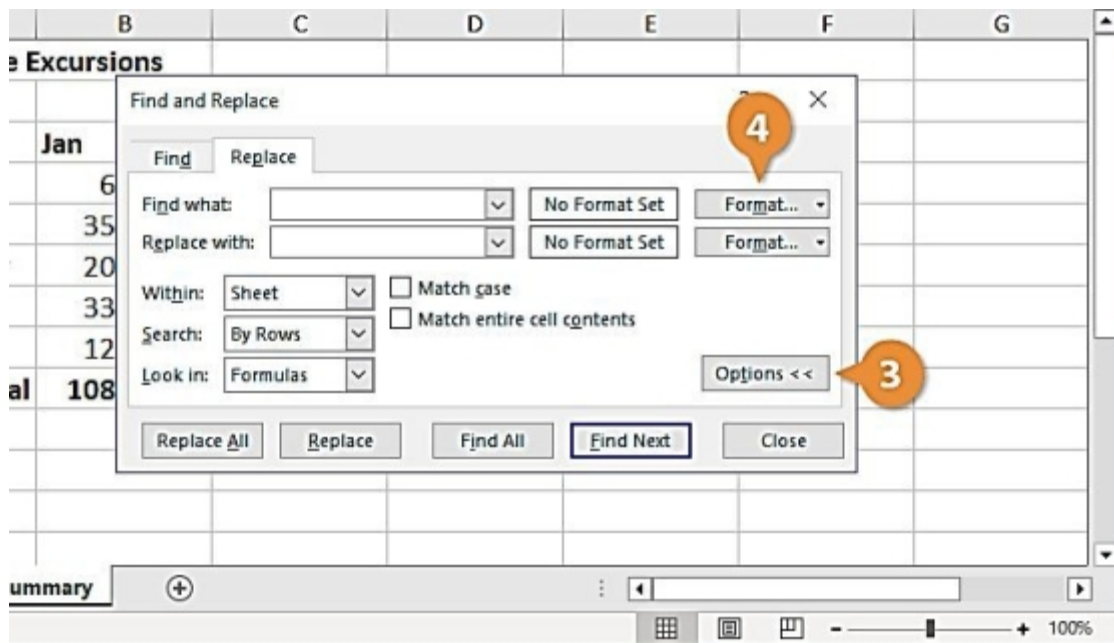 B C D E F G
e Excursions
Find and Replace
4
Jan
Find Replace
6
Find what: No Format Set Format...
35
Replace with: No Format Set Format...
20
Within: Sheet Match case
33
Match entire cell contents
Search: By Rows
12
Look in: Formulas Options << 3
al 108
Replace All Replace Find All Find Next Close
ummary
100%